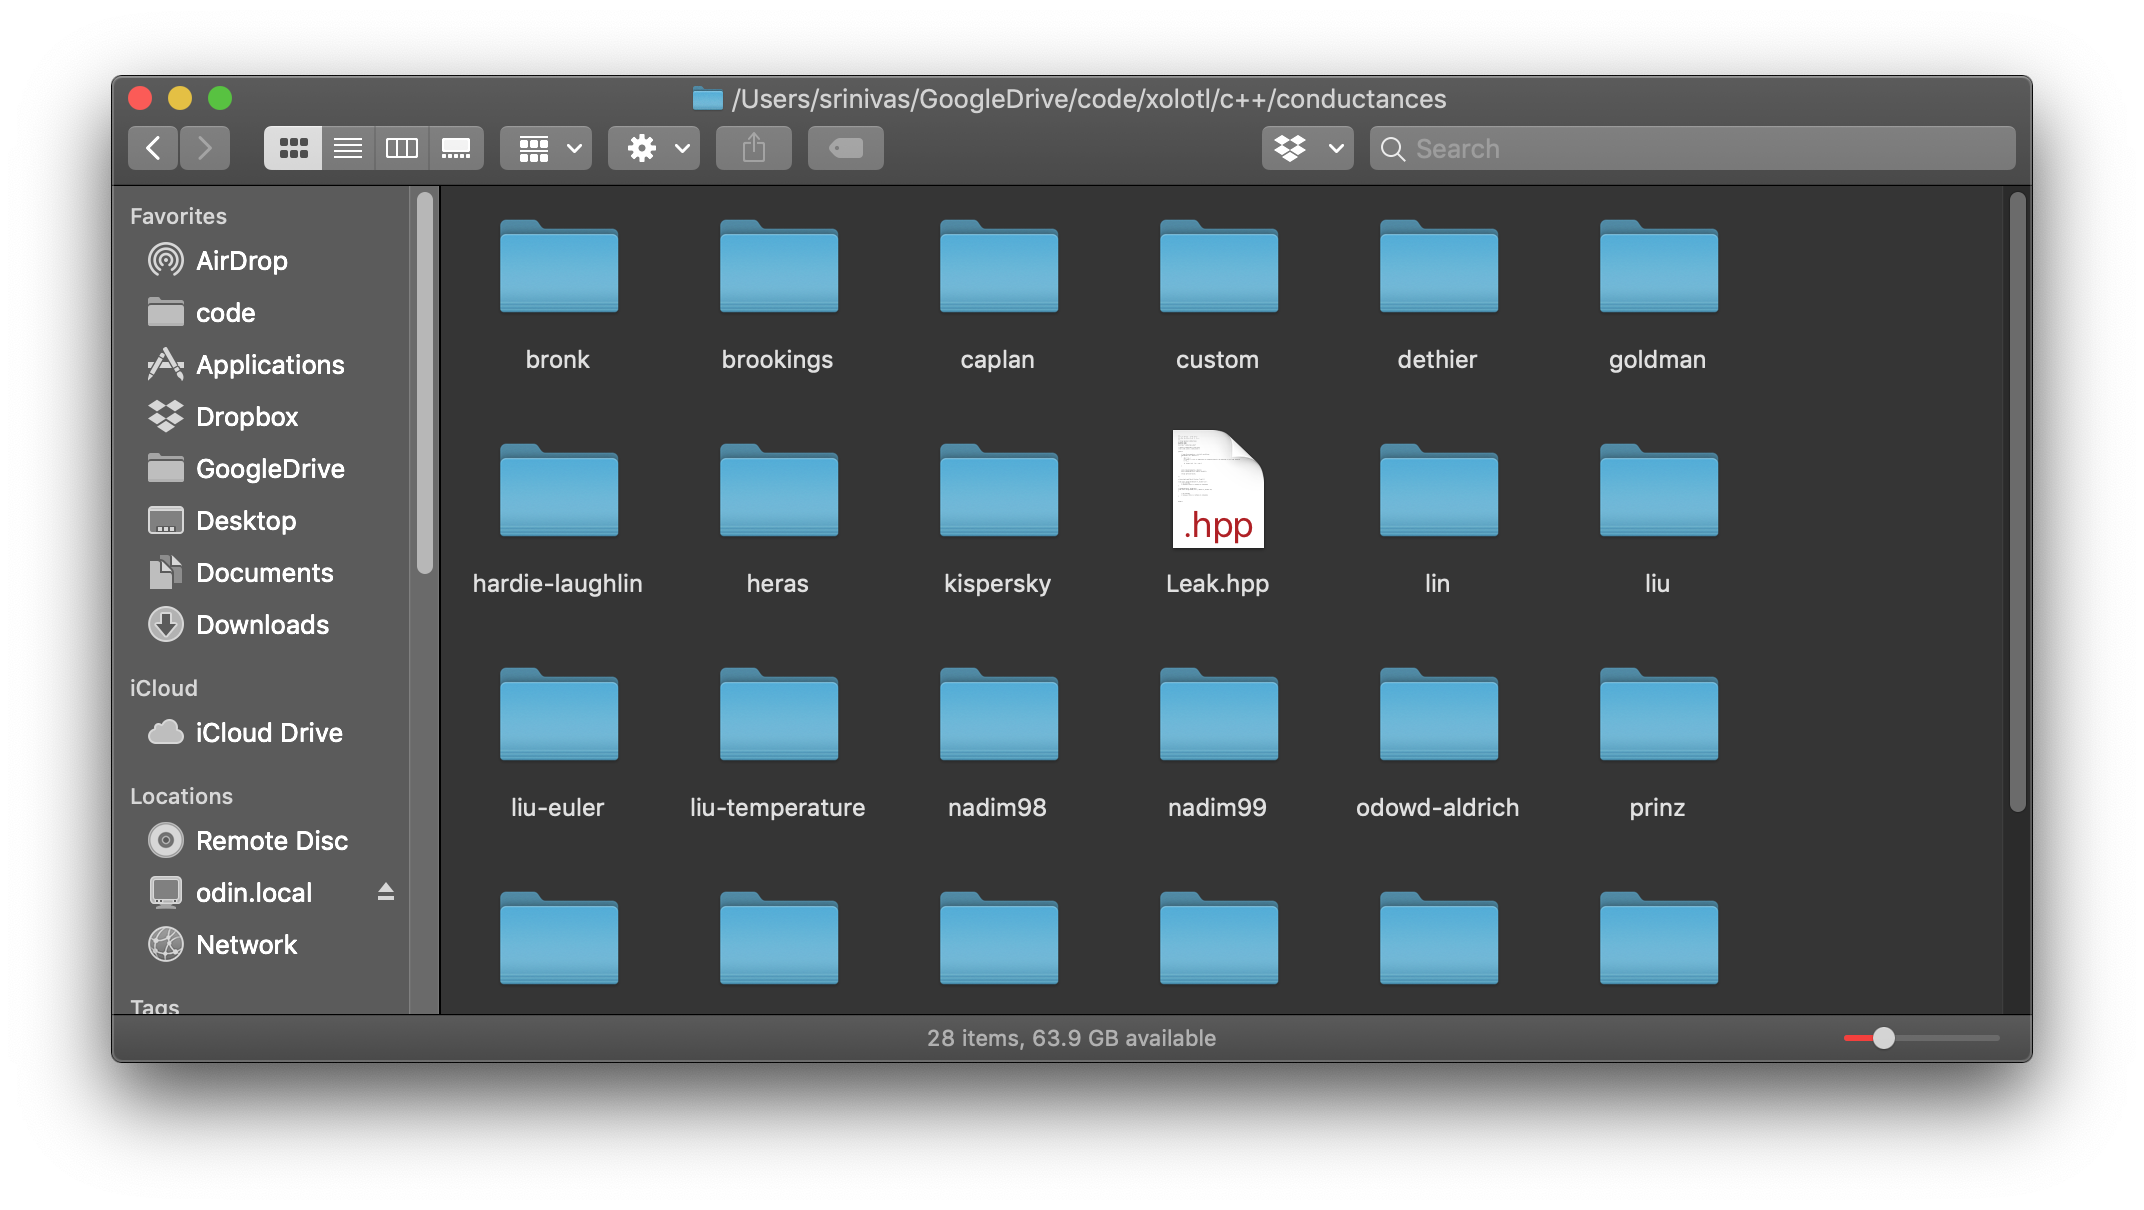 /Users/srinivas/GoogleDrive/code/xolotl/c++/conductances
Search
Favorites
AirDrop
code
Applications
Dropbox
GoogleDrive
Desktop
Documents
Downloads
iCloud
iCloud Drive
Locations
Remote Disc
odin.local
Network
Tags
bronk brookings caplan custom dethier goldman
.hpp
hardie-laughlin heras kispersky Leak.hpp lin liu
liu-euler liu-temperature nadim98 nadim99 odowd-aldrich prinz
28 items, 63.9 GB available